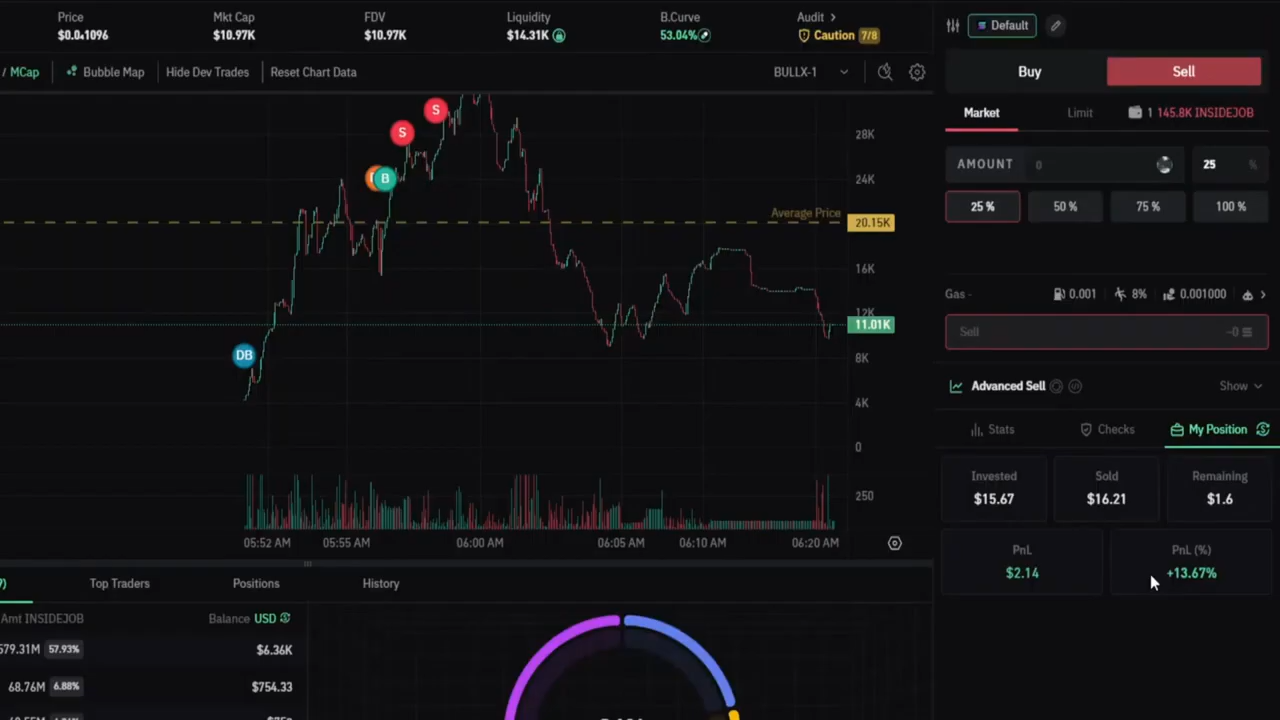 Price Mkt Cap FDV Liquidity B.Curve Audit
$0.0₄1096 $10.97K $10.97K $14.31K 53.04% Caution 7/8
/ MCap Bubble Map Hide Dev Trades Reset Chart Data BULLX-1
S
S
B
DB
Average Price
28K
24K
20.15K
16K
12K
11.01K
8K
4K
0
250
05:52 AM 05:55 AM 06:00 AM 06:05 AM 06:10 AM 06:20 AM
Top Traders Positions History
Amt INSIDEJOB Balance USD
579.31M 57.93% $6.36K
68.76M 6.88% $754.33
Default
Buy Sell
Market Limit 1 145.8K INSIDEJOB
AMOUNT 0 25 %
25 % 50 % 75 % 100 %
Gas - 0.001 8% 0.001000
Sell ~0
Advanced Sell Show
Stats Checks My Position
Invested Sold Remaining
$15.67 $16.21 $1.6
PnL PnL (%)
$2.14 +13.67%